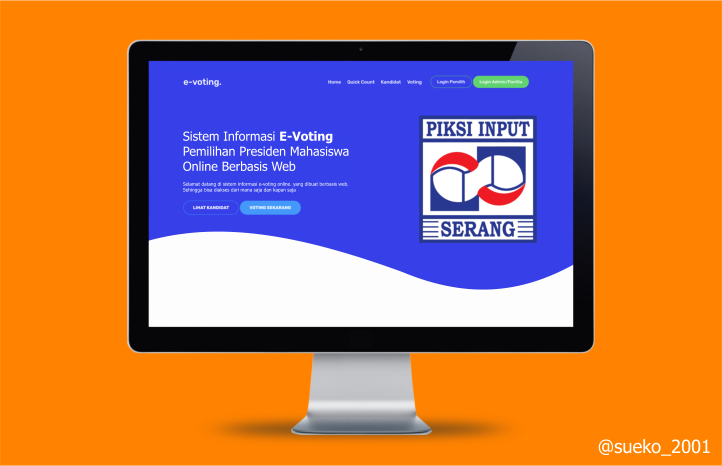 e-voting.
Home Quick Count Kandidat Voting Login Pemilih Login Admin/Panitia
Sistem Informasi E-Voting
Pemilihan Presiden Mahasiswa
Online Berbasis Web
Selamat datang di sistem informasi e-voting online, yang dibuat berbasis web.
Sehingga bisa diakses dari mana saja dan kapan saja
LIHAT KANDIDAT VOTING SEKARANG
PIKSI INPUT
SERANG
@sueko_2001